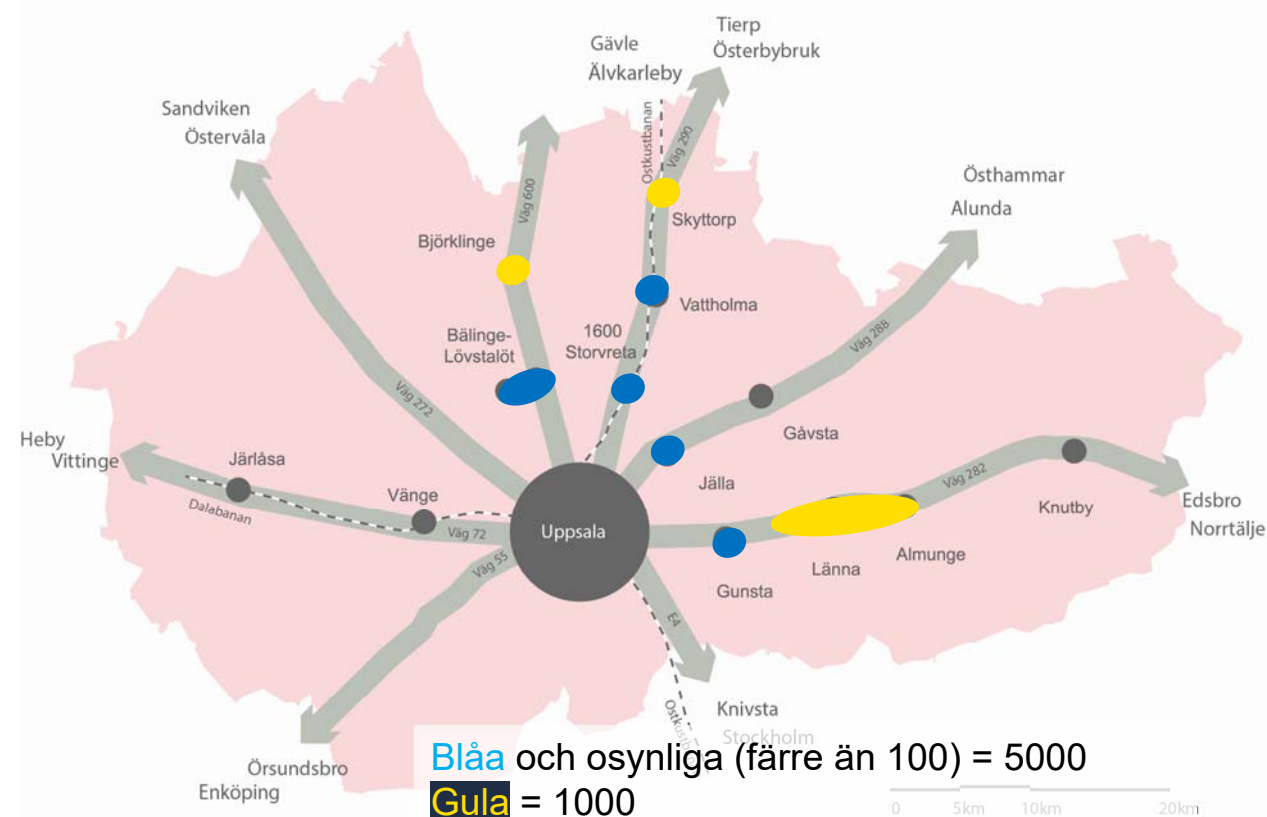 Tierp
Österbybruk
Gävle
Älvkarleby
Sandviken
Östervåla
Ostkustbanan
Väg 290
Östhammar
Alunda
Väg 600
Skyttorp
Björklinge
Vattholma
1600
Storvreta
Bälinge-
Lövstalöt
Väg 288
Väg 272
Gåvsta
Heby
Vittinge
Järlåsa
Dalabanan
Vänge
Väg 72
Uppsala
Jälla
Väg 282
Knutby
Edsbro
Norrtälje
Länna
Almunge
Gunsta
Väg 55
E4
Knivsta
Stockholm
Örsundsbro
Enköping
Blåa och osynliga (färre än 100) = 5000
Gula = 1000
0 5km 10km 20km